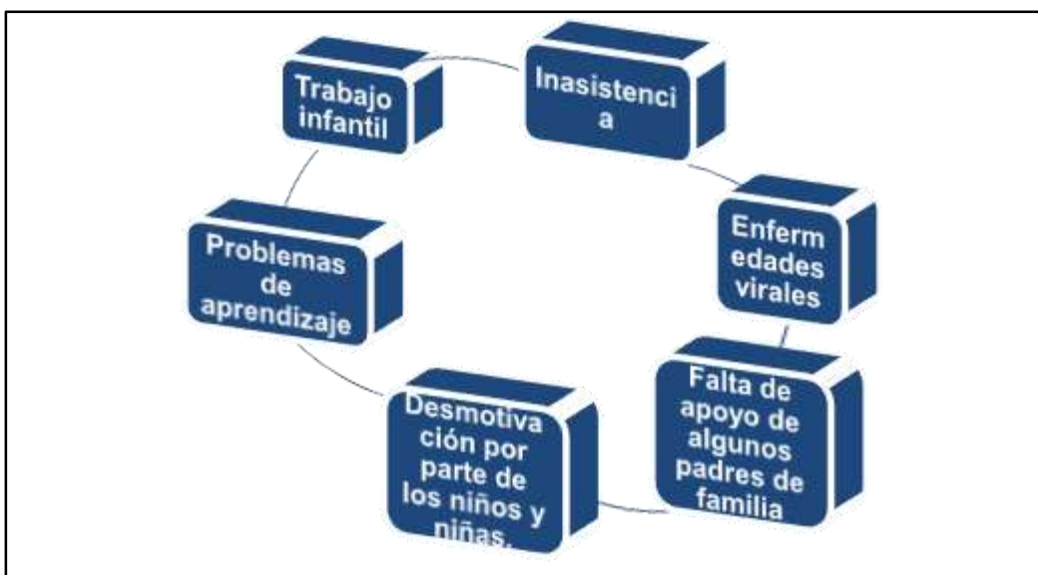 Trabajo
infantil
Inasistenci
a
Enferm
edades
virales
Falta de
apoyo de
algunos
padres de
familia
Desmotiva
ción por
parte de
los niños y
niñas.
Problemas
de
aprendizaje